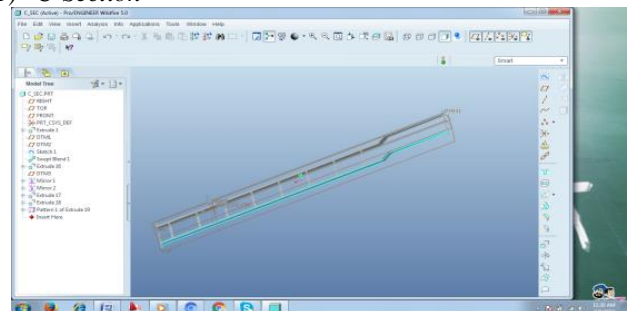 C-Section
C_SEC (Active) - Pro/ENGINEER Wildfire 5.0
File Edit View Insert Analysis Info Applications Tools Window Help
Smart
Model Tree
C_SEC.PRT
RIGHT
TOP
FRONT
PRT_CSYS_DEF
Extrude 1
DTM1
DTM2
Sketch 1
Swept Blend 1
Extrude 16
DTM3
Mirror 1
Mirror 2
Extrude 17
Extrude 18
Pattern 1 of Extrude 19
Insert Here